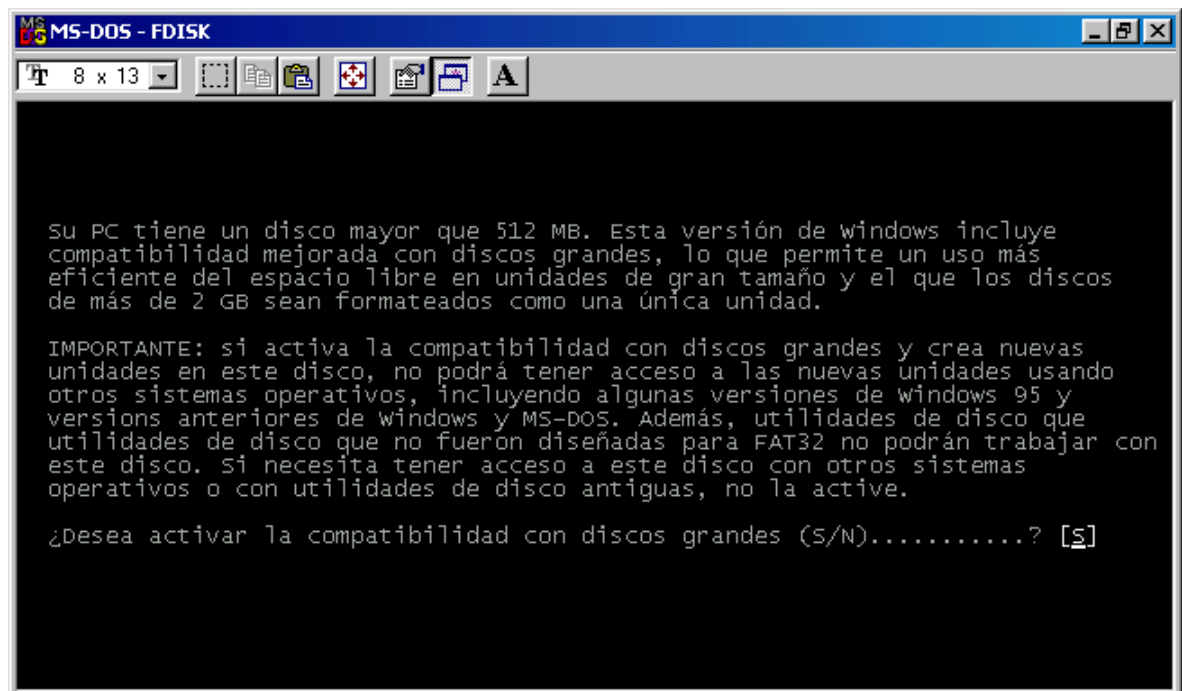 MS-DOS - FDISK
8 x 13
A
Su PC tiene un disco mayor que 512 MB. Esta versión de Windows incluye
compatibilidad mejorada con discos grandes, lo que permite un uso más
eficiente del espacio libre en unidades de gran tamaño y el que los discos
de más de 2 GB sean formateados como una única unidad.
IMPORTANTE: si activa la compatibilidad con discos grandes y crea nuevas
unidades en este disco, no podrá tener acceso a las nuevas unidades usando
otros sistemas operativos, incluyendo algunas versiones de Windows 95 y
versions anteriores de Windows y MS-DOS. Además, utilidades de disco que
utilidades de disco que no fueron diseñadas para FAT32 no podrán trabajar con
este disco. Si necesita tener acceso a este disco con otros sistemas
operativos o con utilidades de disco antiguas, no la active.
¿Desea activar la compatibilidad con discos grandes (S/N)...........? [S]